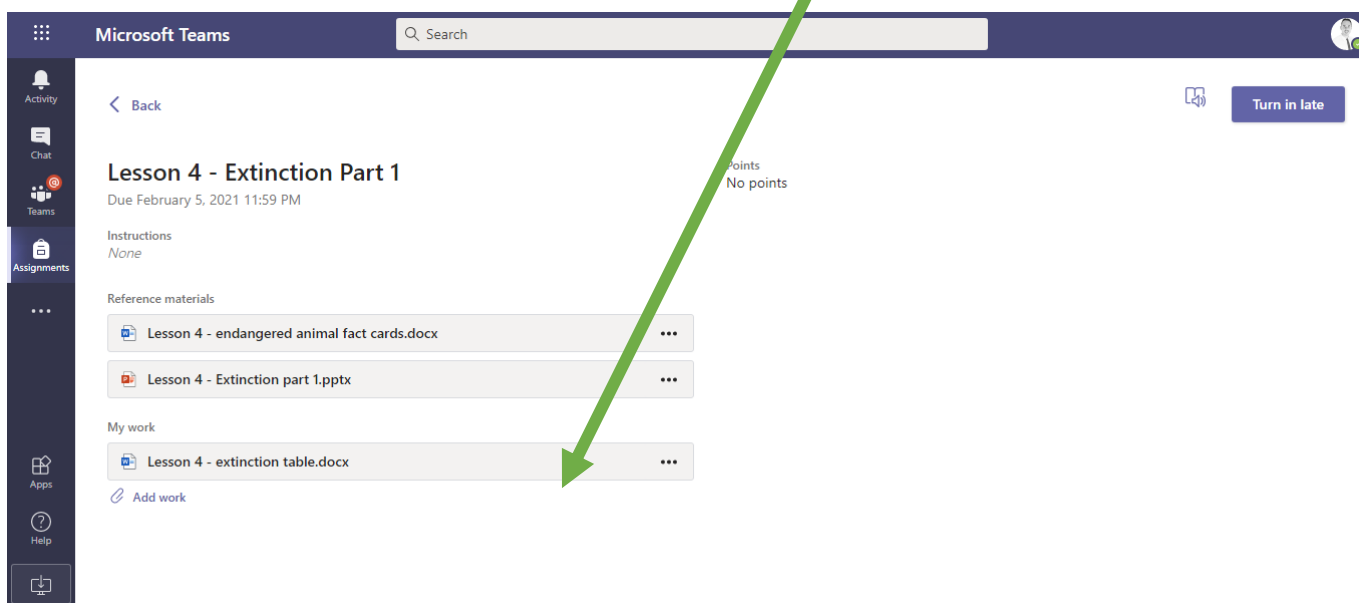 Microsoft Teams
Search
Activity
Chat
@
Teams
Assignments
Apps
Help
Back
Turn in late
Lesson 4 - Extinction Part 1
Due February 5, 2021 11:59 PM
Points
No points
Instructions
None
Reference materials
Lesson 4 - endangered animal fact cards.docx
Lesson 4 - Extinction part 1.pptx
My work
Lesson 4 - extinction table.docx
Add work